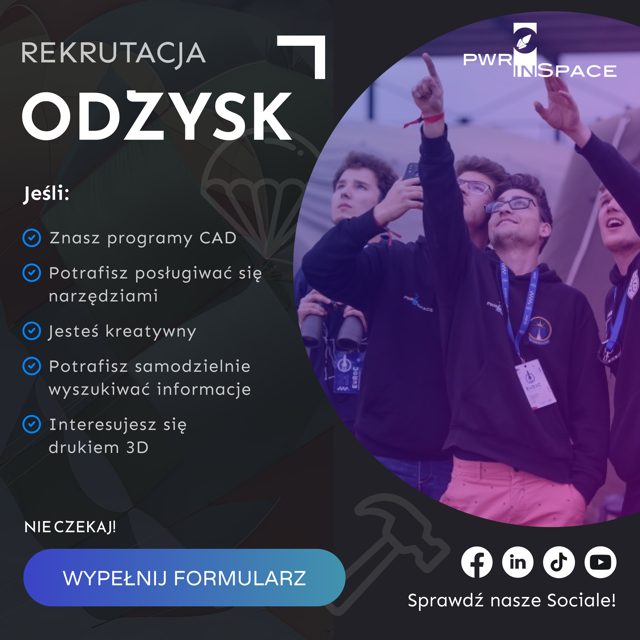 REKRUTACJA
ODZYSK
PWR
INSPACE
Jeśli:
Znasz programy CAD
Potrafisz posługiwać się
narzędziami
Jesteś kreatywny
Potrafisz samodzielnie
wyszukiwać informacje
Interesujesz się
drukiem 3D
NIE CZEKAJ!
WYPEŁNIJ FORMULARZ
Sprawdź nasze Sociale!